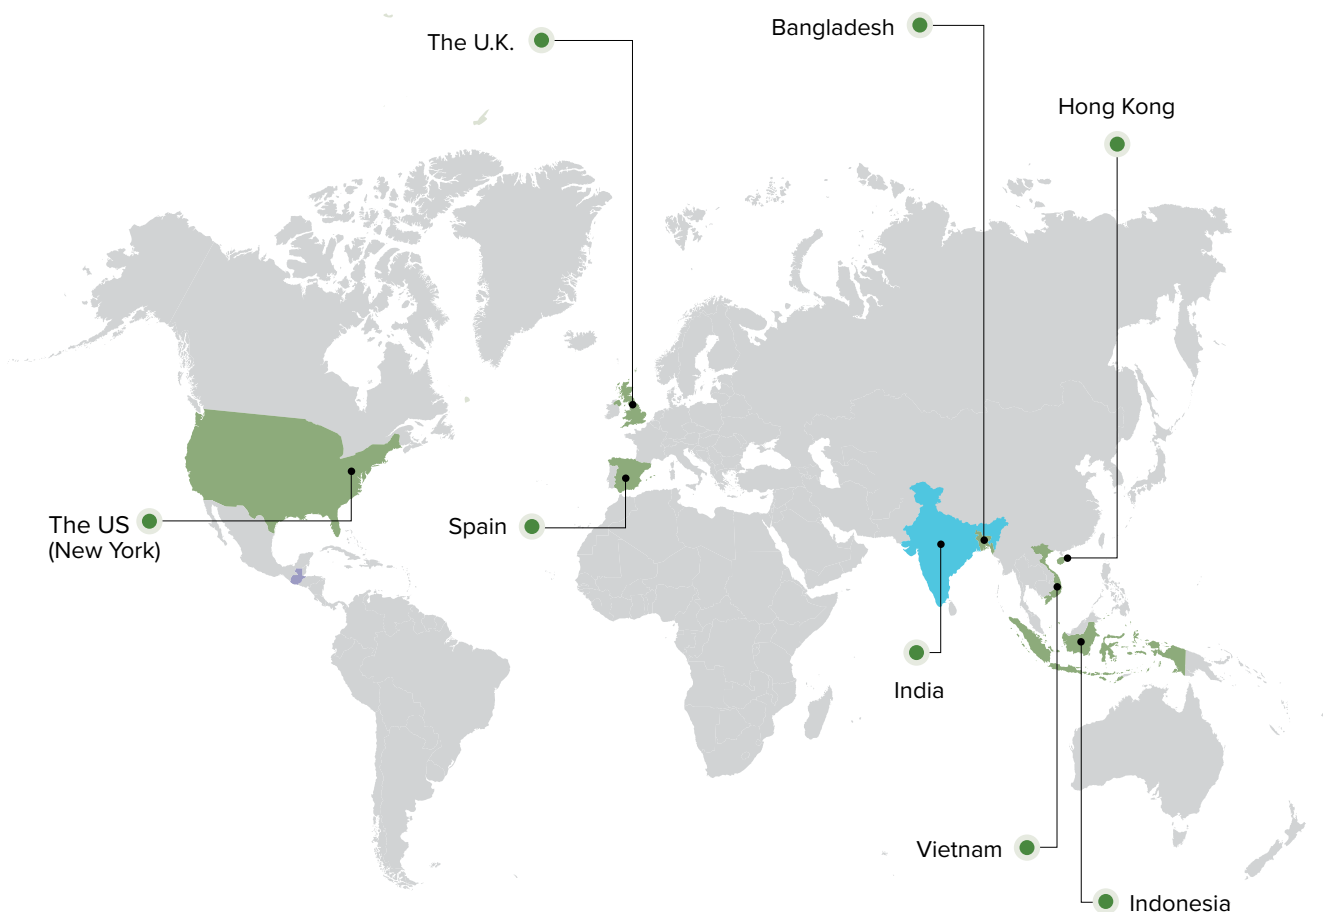 Bangladesh
The U.K.
Hong Kong
The US
(New York)
Spain
India
Vietnam
Indonesia